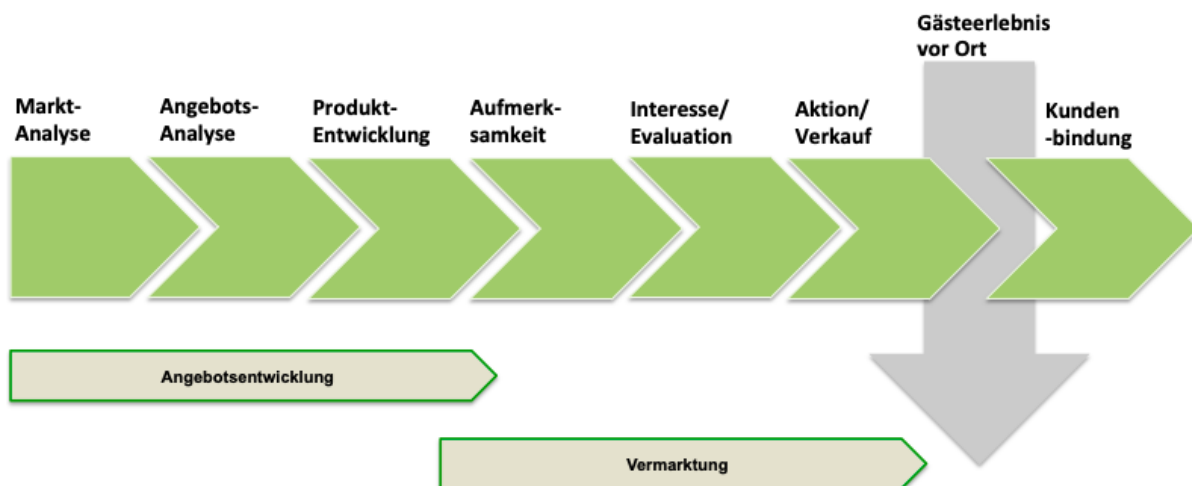 Gästeerlebnis
vor Ort
Markt-
Analyse
Angebots-
Analyse
Produkt-
Entwicklung
Aufmerk-
samkeit
Interesse/
Evaluation
Aktion/
Verkauf
Kunden
-bindung
Angebotsentwicklung
Vermarktung